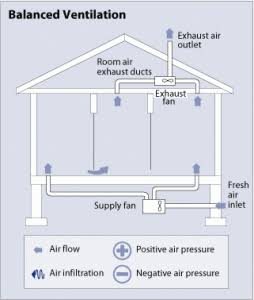 Balanced Ventilation
Exhaust air
outlet
Room air
exhaust ducts
Exhaust
fan
Fresh
air
inlet
Supply fan
Air flow
Positive air pressure
Air infiltration
Negative air pressure